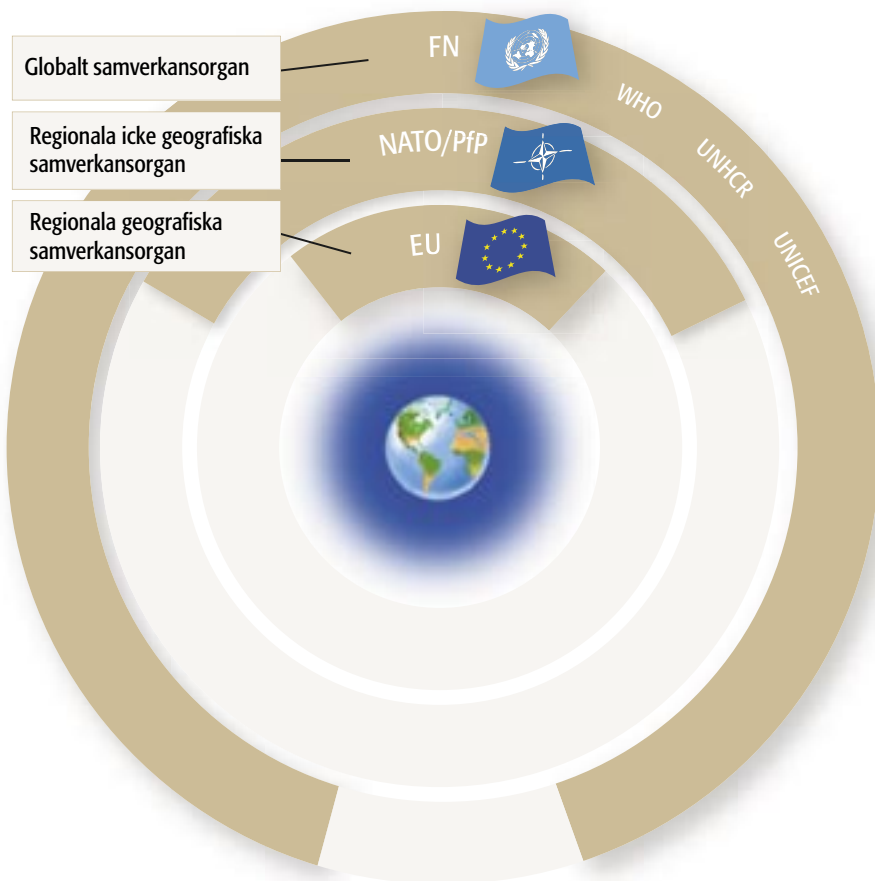 Globalt samverkansorgan
Regionala icke geografiska
samverkansorgan
Regionala geografiska
samverkansorgan
FN
WHO
UNHCR
UNICEF
NATO/PfP
EU